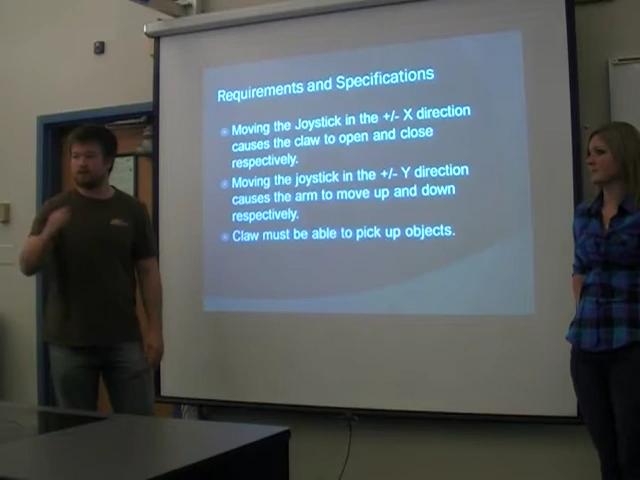 Requirements and Specifications
Moving the Joystick in the +/- X direction
causes the claw to open and close
respectively.
Moving the joystick in the +/- Y direction
causes the arm to move up and down
respectively.
Claw must be able to pick up objects.